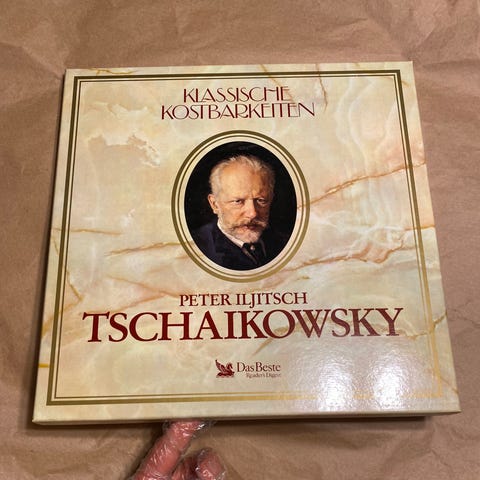 KLASSISCHE
KOSTBARKEITEN
PETER ILJITSCH
TSCHAIKOWSKY
Das Beste
Reader's Digest